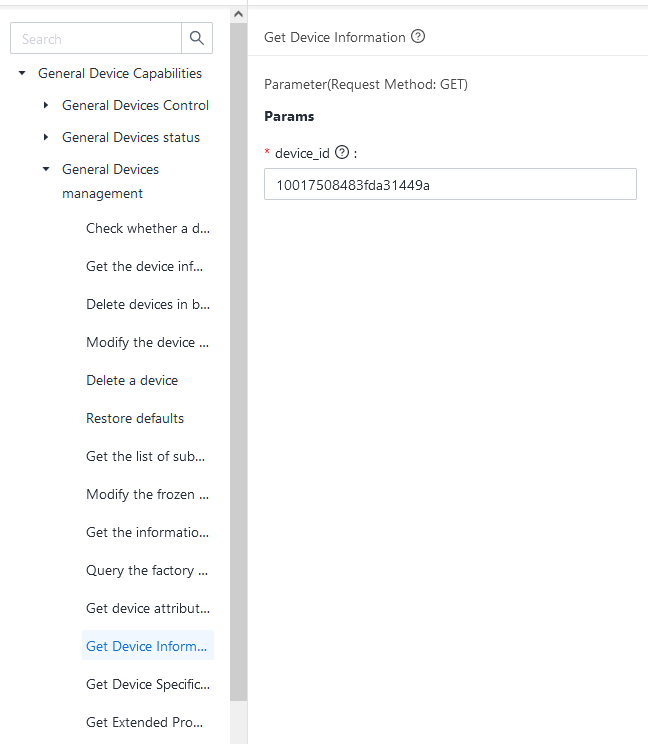 Search
General Device Capabilities
General Devices Control
General Devices status
General Devices
management
Check whether a d...
Get the device inf...
Delete devices in b...
Modify the device ...
Delete a device
Restore defaults
Get the list of sub...
Modify the frozen ...
Get the informatio...
Query the factory ...
Get device attribut...
Get Device Inform...
Get Device Specific...
Get Extended Pro...
Get Device Information ?
Parameter(Request Method: GET)
Params
* device_id ? :
10017508483fda31449a